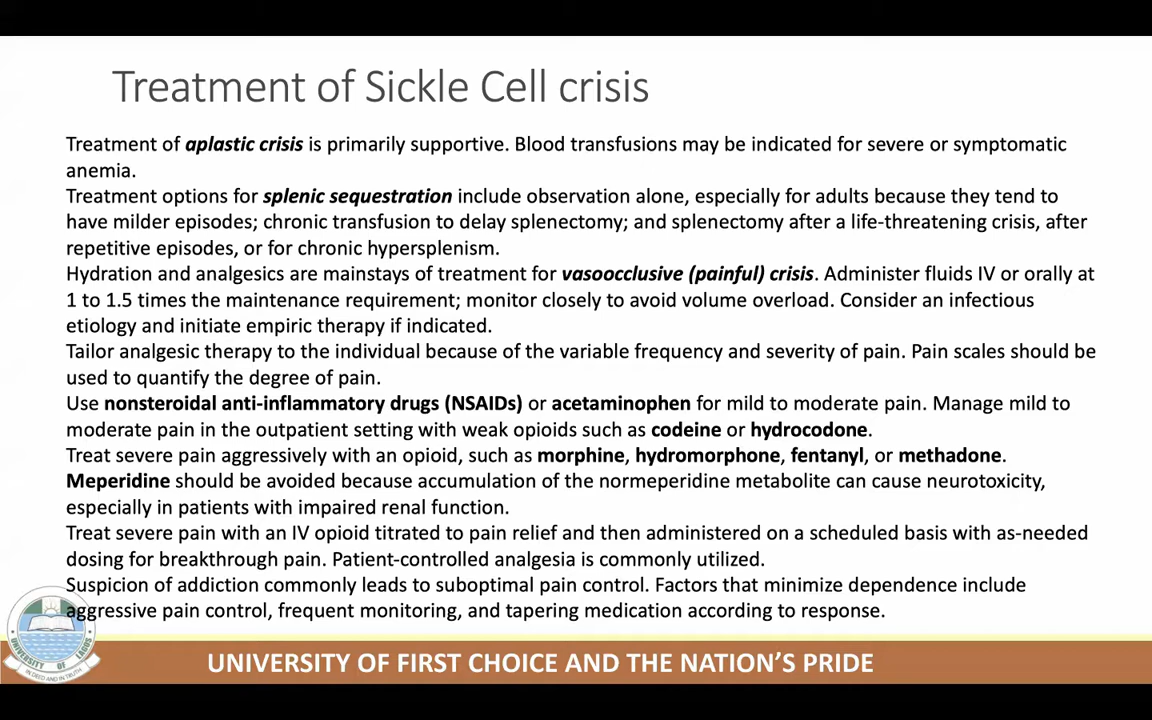 Treatment of Sickle Cell crisis
Treatment of aplastic crisis is primarily supportive. Blood transfusions may be indicated for severe or symptomatic
anemia.
Treatment options for splenic sequestration include observation alone, especially for adults because they tend to
have milder episodes; chronic transfusion to delay splenectomy; and splenectomy after a life-threatening crisis, after
repetitive episodes, or for chronic hypersplenism.
Hydration and analgesics are mainstays of treatment for vasoocclusive (painful) crisis. Administer fluids IV or orally at
1 to 1.5 times the maintenance requirement; monitor closely to avoid volume overload. Consider an infectious
etiology and initiate empiric therapy if indicated.
Tailor analgesic therapy to the individual because of the variable frequency and severity of pain. Pain scales should be
used to quantify the degree of pain.
Use nonsteroidal anti-inflammatory drugs (NSAIDs) or acetaminophen for mild to moderate pain. Manage mild to
moderate pain in the outpatient setting with weak opioids such as codeine or hydrocodone.
Treat severe pain aggressively with an opioid, such as morphine, hydromorphone, fentanyl, or methadone.
Meperidine should be avoided because accumulation of the normeperidine metabolite can cause neurotoxicity,
especially in patients with impaired renal function.
Treat severe pain with an IV opioid titrated to pain relief and then administered on a scheduled basis with as-needed
dosing for breakthrough pain. Patient-controlled analgesia is commonly utilized.
Suspicion of addiction commonly leads to suboptimal pain control. Factors that minimize dependence include
aggressive pain control, frequent monitoring, and tapering medication according to response.
UNIVERSITY OF LAGOS
IN DEED AND IN TRUTH
UNIVERSITY OF FIRST CHOICE AND THE NATION'S PRIDE